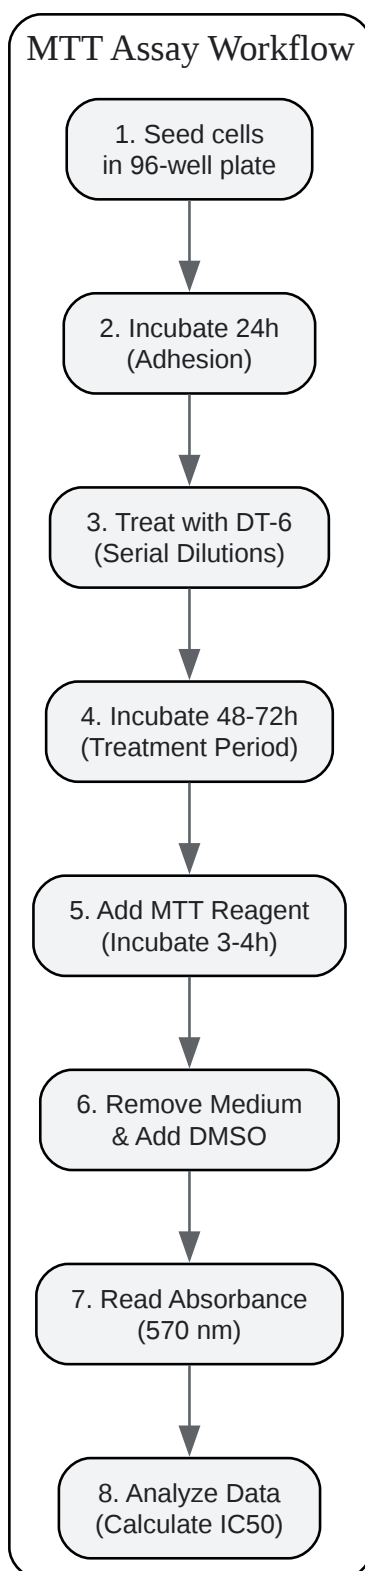 MTT Assay Workflow
1. Seed cells
in 96-well plate
2. Incubate 24h
(Adhesion)
3. Treat with DT-6
(Serial Dilutions)
4. Incubate 48-72h
(Treatment Period)
5. Add MTT Reagent
(Incubate 3-4h)
6. Remove Medium
& Add DMSO
7. Read Absorbance
(570 nm)
8. Analyze Data
(Calculate IC50)